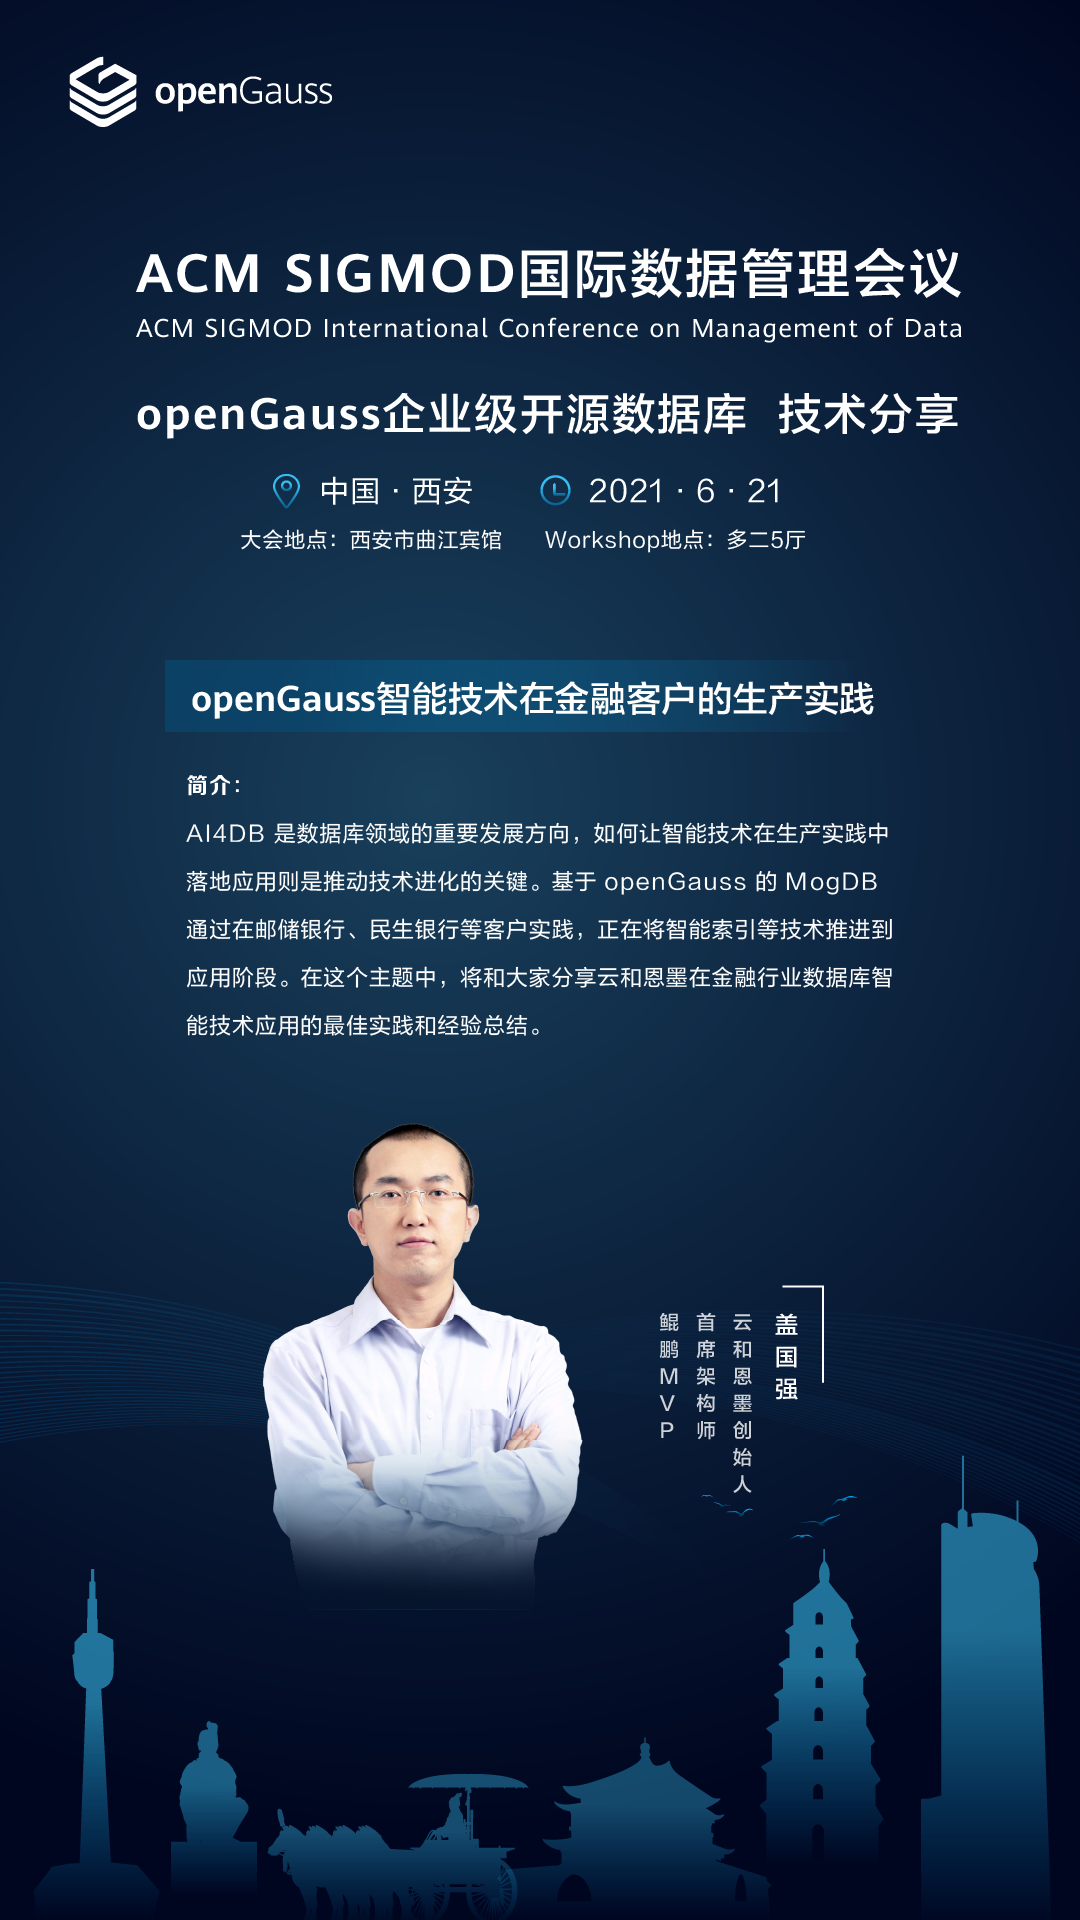 openGauss
ACM SIGMOD国际数据管理会议
ACM SIGMOD International Conference on Management of Data
openGauss企业级开源数据库 技术分享
中国 · 西安
2021 · 6 · 21
大会地点：西安市曲江宾馆
Workshop地点：多二5厅
openGauss智能技术在金融客户的生产实践
简介：
AI4DB 是数据库领域的重要发展方向，如何让智能技术在生产实践中
落地应用则是推动技术进化的关键。基于 openGauss 的 MogDB
通过在邮储银行、民生银行等客户实践，正在将智能索引等技术推进到
应用阶段。在这个主题中，将和大家分享云和恩墨在金融行业数据库智
能技术应用的最佳实践和经验总结。
盖国强
云和恩墨创始人
首席架构师
鲲鹏MVP